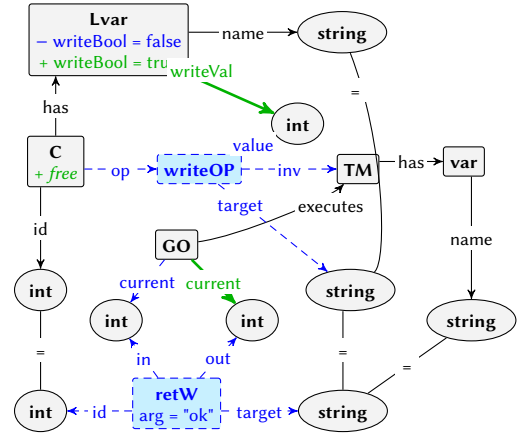 Lvar
− writeBool = false
+ writeBool = tru
name
string
writeVal
has
=
int
C
+ free
op
value
writeOP
inv
TM
has
var
target
executes
id
GO
name
current
current
int
string
int
int
string
=
in
out
=
=
int
id
retW
arg = "ok"
target
string